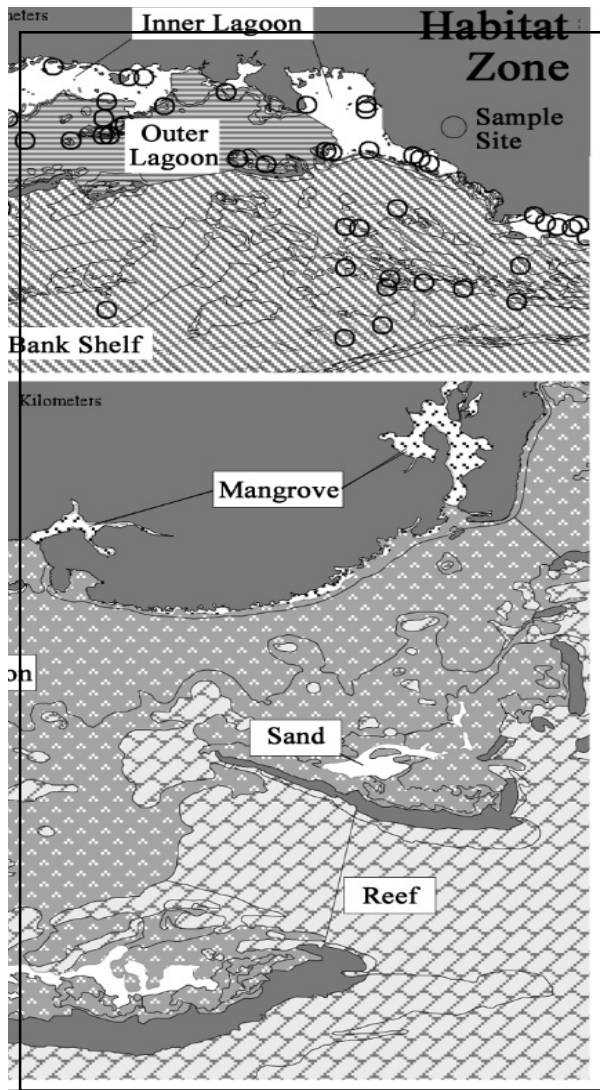 meters
Inner Lagoon
Habitat
Zone
Sample
Site
Outer
Lagoon
Bank Shelf
Kilometers
Mangrove
on
Sand
Reef